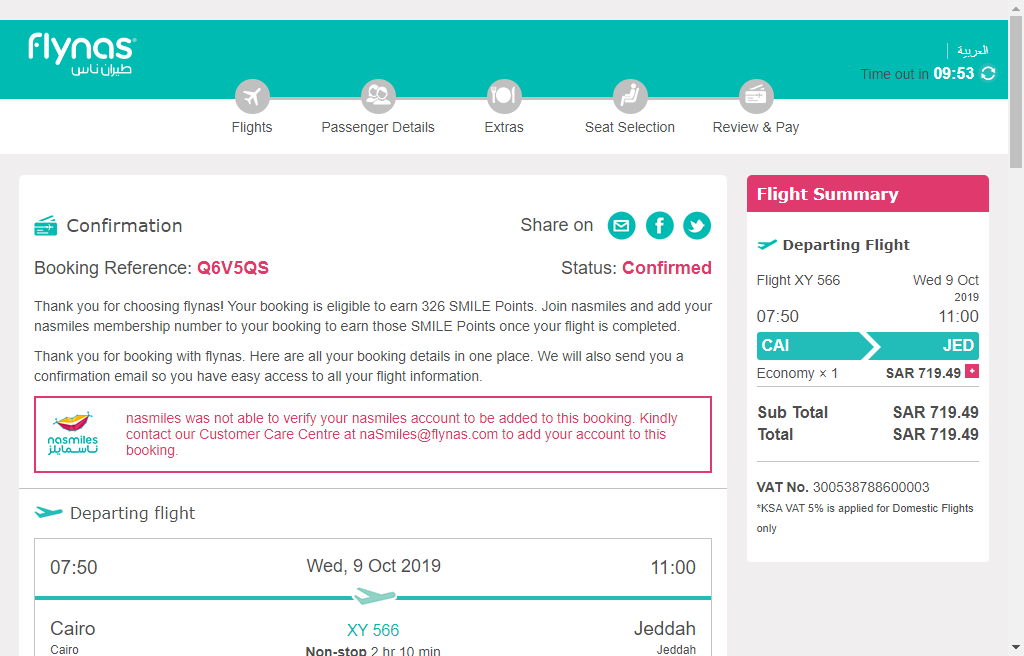 flynas
طيران ناس
العربية
Time out in 09:53
Flights
Passenger Details
Extras
Seat Selection
Review & Pay
Confirmation
Share on
Booking Reference: Q6V5QS
Status: Confirmed
Thank you for choosing flynas! Your booking is eligible to earn 326 SMILE Points. Join nasmiles and add your
nasmiles membership number to your booking to earn those SMILE Points once your flight is completed.
Thank you for booking with flynas. Here are all your booking details in one place. We will also send you a
confirmation email so you have easy access to all your flight information.
nasmiles
ناسمايلز
nasmiles was not able to verify your nasmiles account to be added to this booking. Kindly
contact our Customer Care Centre at naSmiles@flynas.com to add your account to this
booking.
Departing flight
07:50
Wed, 9 Oct 2019
11:00
Cairo
XY 566
Jeddah
Cairo
Non-stop 2 hr 10 min
Jeddah
Flight Summary
Departing Flight
Flight XY 566
Wed 9 Oct
2019
07:50
11:00
CAI
JED
Economy × 1
SAR 719.49 +
Sub Total
SAR 719.49
Total
SAR 719.49
VAT No. 300538788600003
*KSA VAT 5% is applied for Domestic Flights
only